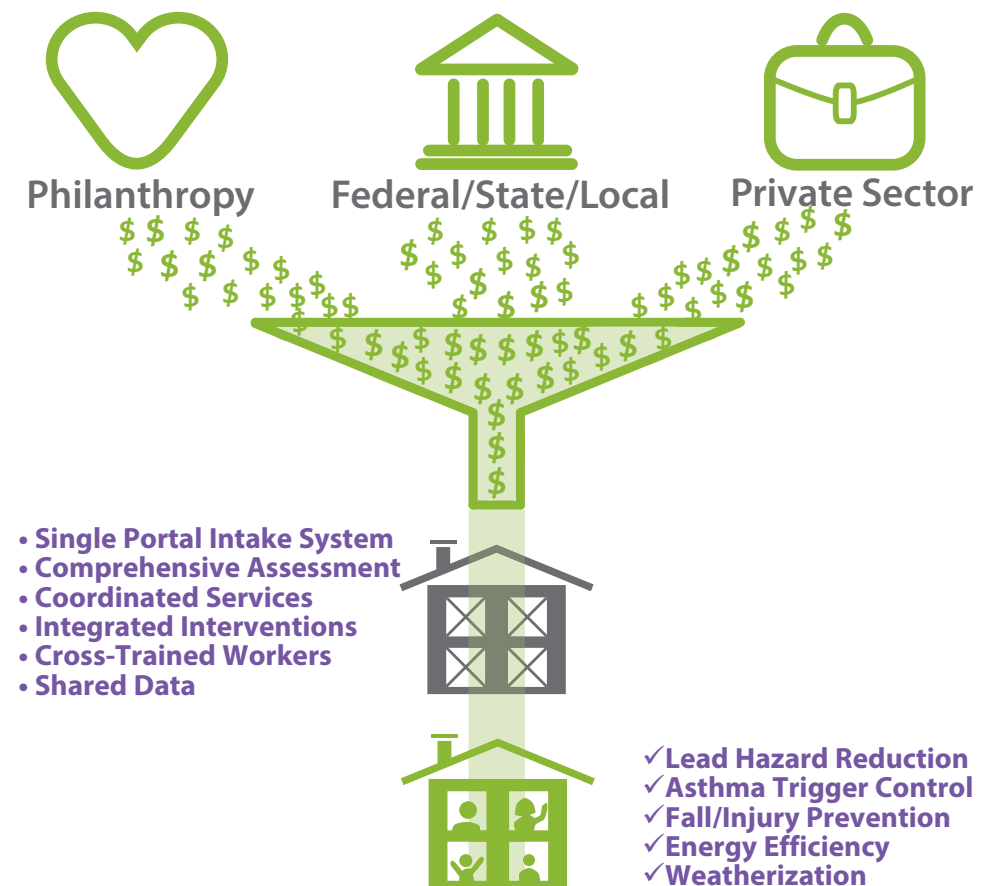 Philanthropy
Federal/State/Local
Private Sector
• Single Portal Intake System
• Comprehensive Assessment
• Coordinated Services
• Integrated Interventions
• Cross-Trained Workers
• Shared Data
✓Lead Hazard Reduction
✓Asthma Trigger Control
✓Fall/Injury Prevention
✓Energy Efficiency
✓Weatherization